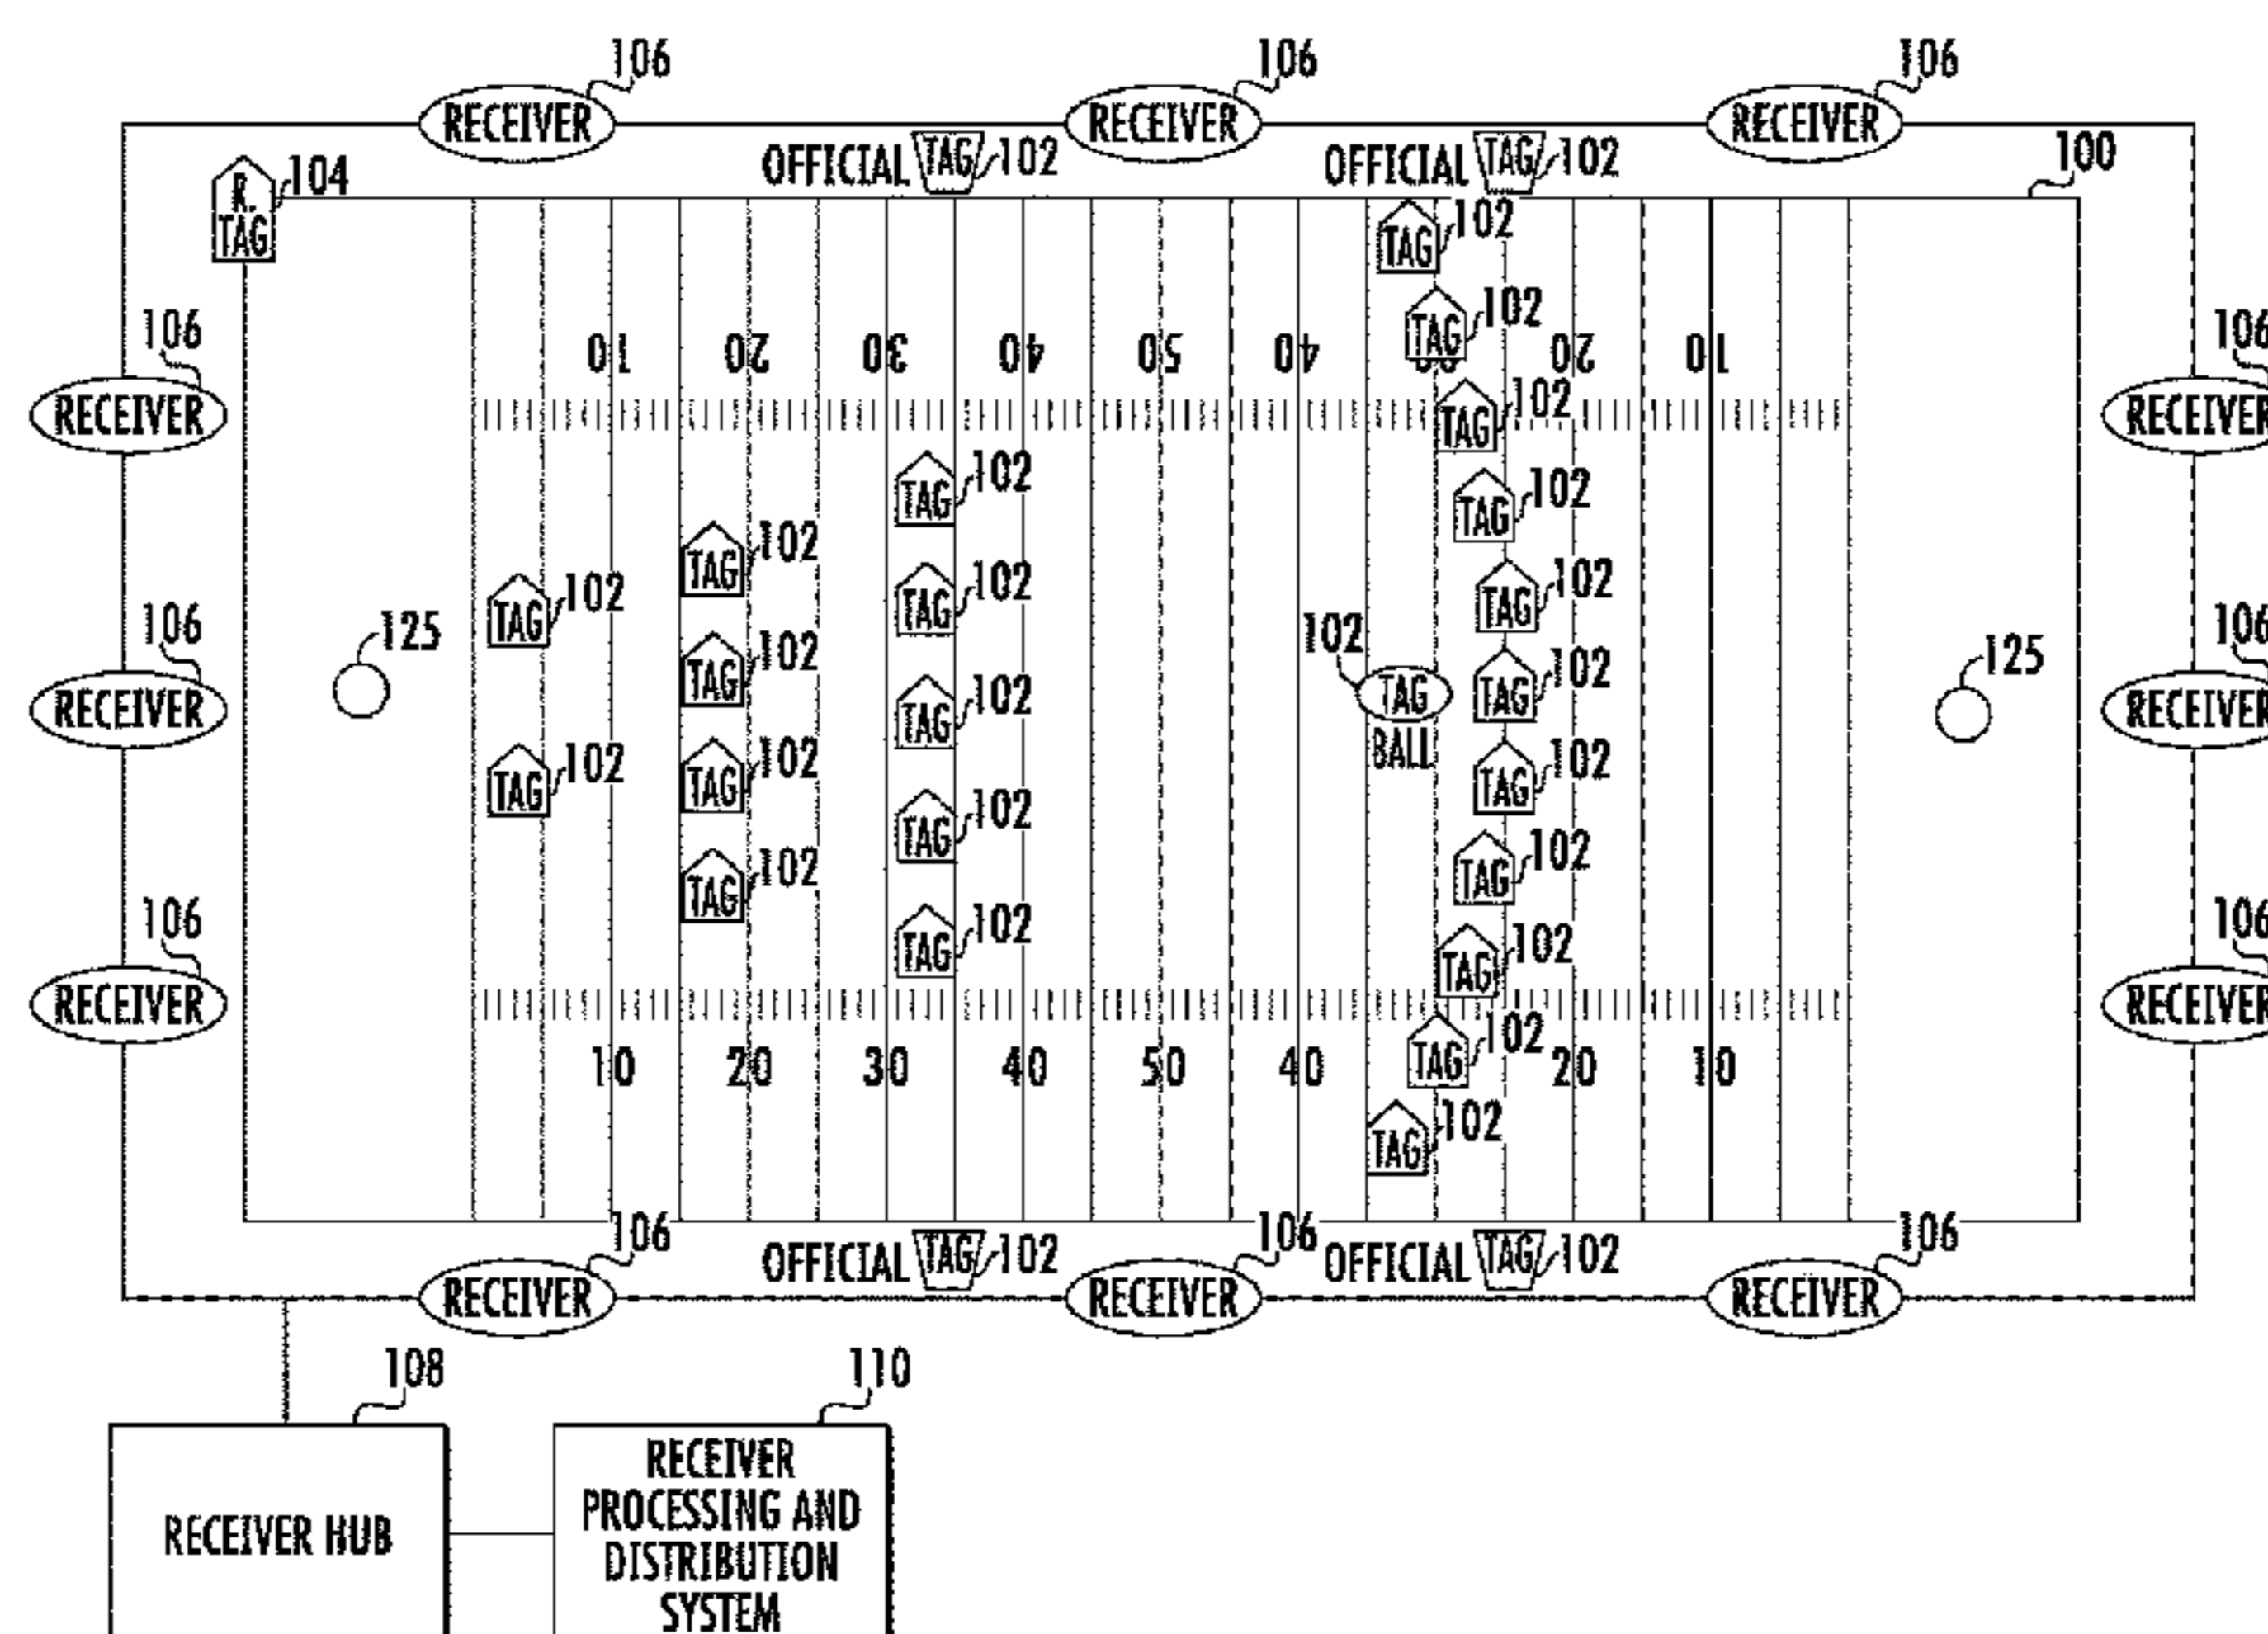 106 106 106
RECEIVER RECEIVER RECEIVER
OFFICIAL TAG 102 OFFICIAL TAG 102 100
R. TAG 104
TAG 102
TAG 102
106 106
10 20 30 40 50 40 20 10
TAG 102
RECEIVER RECEIVER
TAG 102
TAG 102
TAG 102
TAG 102
TAG 102
TAG 102
106 106
125 125
102 TAG BALL
TAG 102
TAG 102
TAG 102
RECEIVER RECEIVER
TAG 102
TAG 102
TAG 102
TAG 102
TAG 102
TAG 102
106 106
TAG 102
TAG 102
RECEIVER RECEIVER
10 20 30 40 50 40 20 10
TAG 102
TAG 102
106 106 106
OFFICIAL TAG 102 OFFICIAL TAG 102
RECEIVER RECEIVER RECEIVER
108 110
RECEIVER HUB
RECEIVER
PROCESSING AND
DISTRIBUTION
SYSTEM